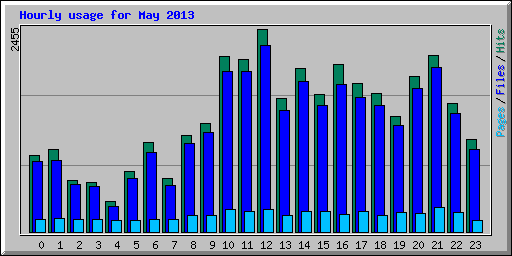 Hourly usage for May 2013
2455
Pages/Files/Hits
0 1 2 3 4 5 6 7 8 9 10 11 12 13 14 15 16 17 18 19 20 21 22 23